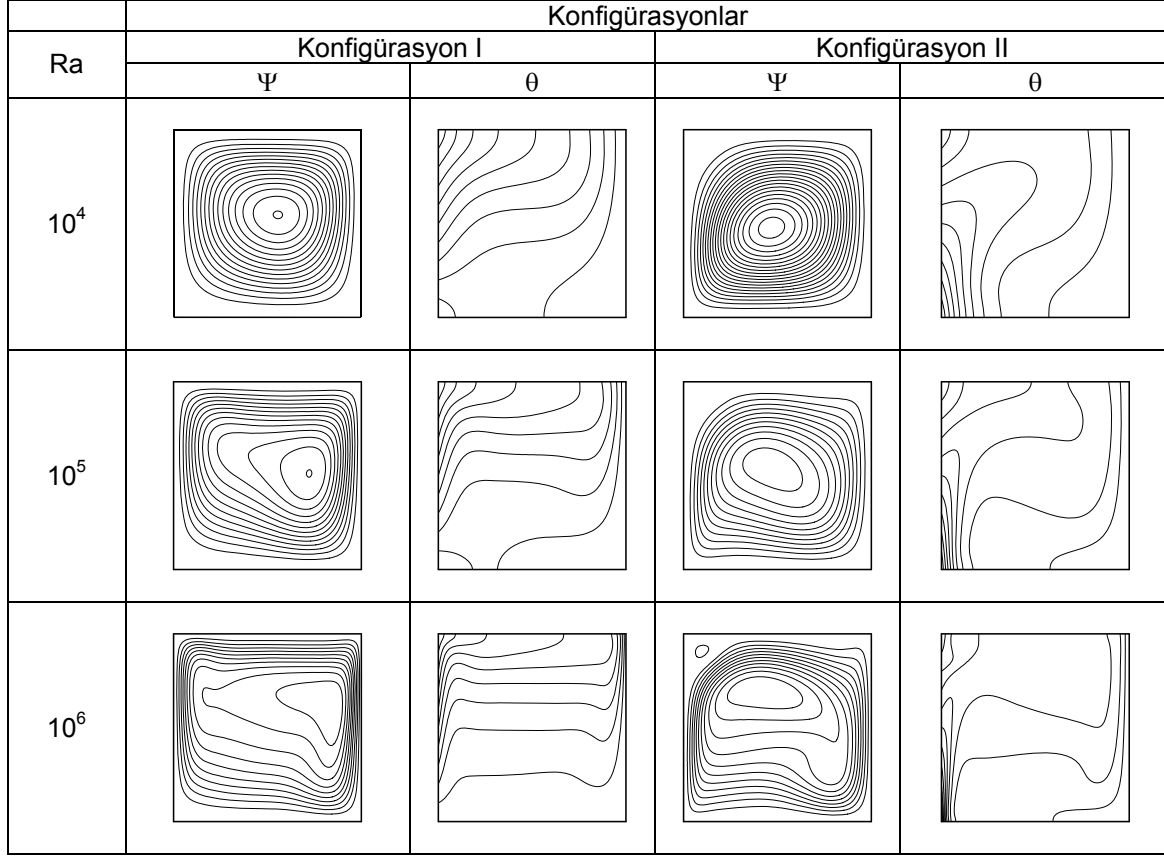 Konfigürasyonlar
Ra
Konfigürasyon I
Konfigürasyon II
Ψ
θ
Ψ
θ
10⁴
10⁵
10⁶